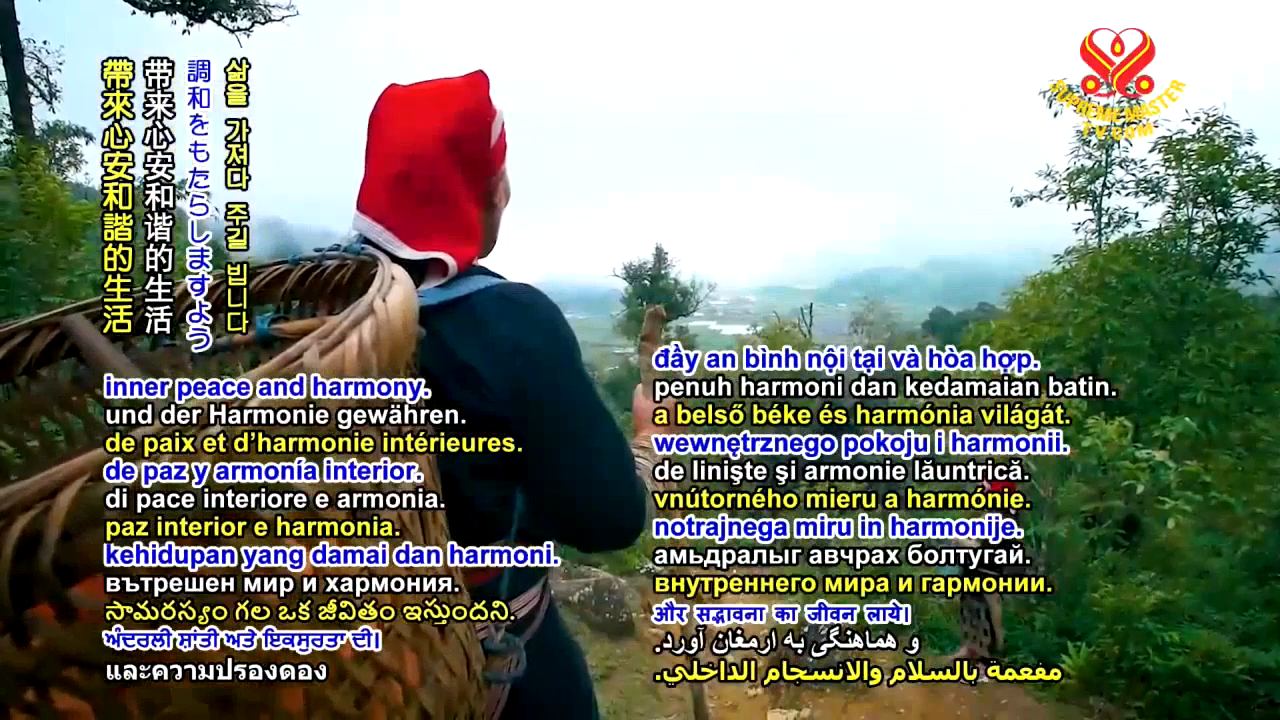 帶來心安和諧的生活
带来心安和谐的生活
調和をもたらしますよう
삶을 가져다 주길 빕니다
inner peace and harmony.
und der Harmonie gewähren.
de paix et d’harmonie intérieures.
de paz y armonía interior.
di pace interiore e armonia.
paz interior e harmonia.
kehidupan yang damai dan harmoni.
вътрешен мир и хармония.
సామరస్యం గల ఒక జీవితం ఇస్తుందని.
ਅੰਦਰਲੀ ਸ਼ਾਂਤੀ ਅਤੇ ਇਕਸੁਰਤਾ ਦੀ।
และความปรองดอง
đầy an bình nội tại và hòa hợp.
penuh harmoni dan kedamaian batin.
a belső béke és harmónia világát.
wewnętrznego pokoju i harmonii.
de linişte şi armonie lăuntrică.
vnútorného mieru a harmónie.
notrajnega miru in harmonije.
амьдралыг авчрах болтугай.
внутреннего мира и гармонии.
और सद्भावना का जीवन लाये।
و هماهنگی به ارمغان آورد.
مفعمة بالسلام والانسجام الداخلي.
SUPREME MASTER
TV.COM